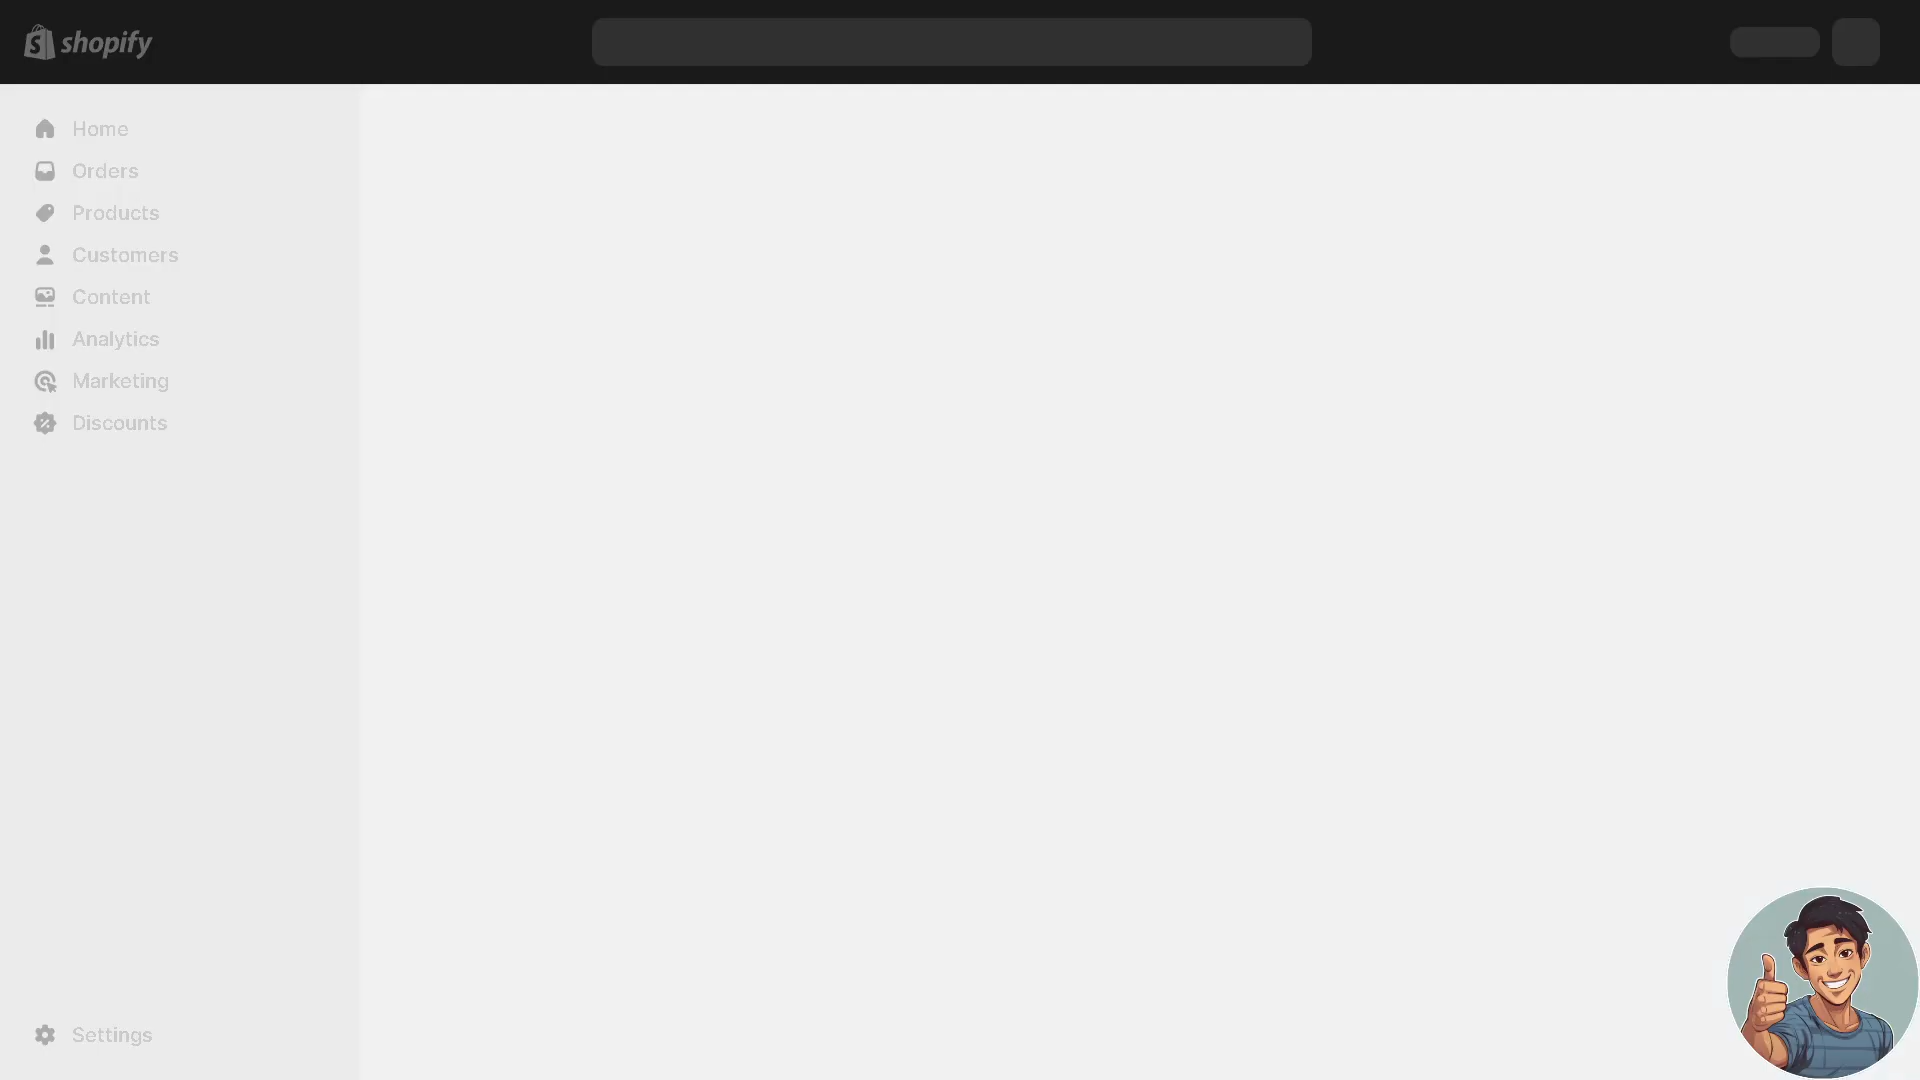 shopify
Home
Orders
Products
Customers
Content
Analytics
Marketing
Discounts
Settings